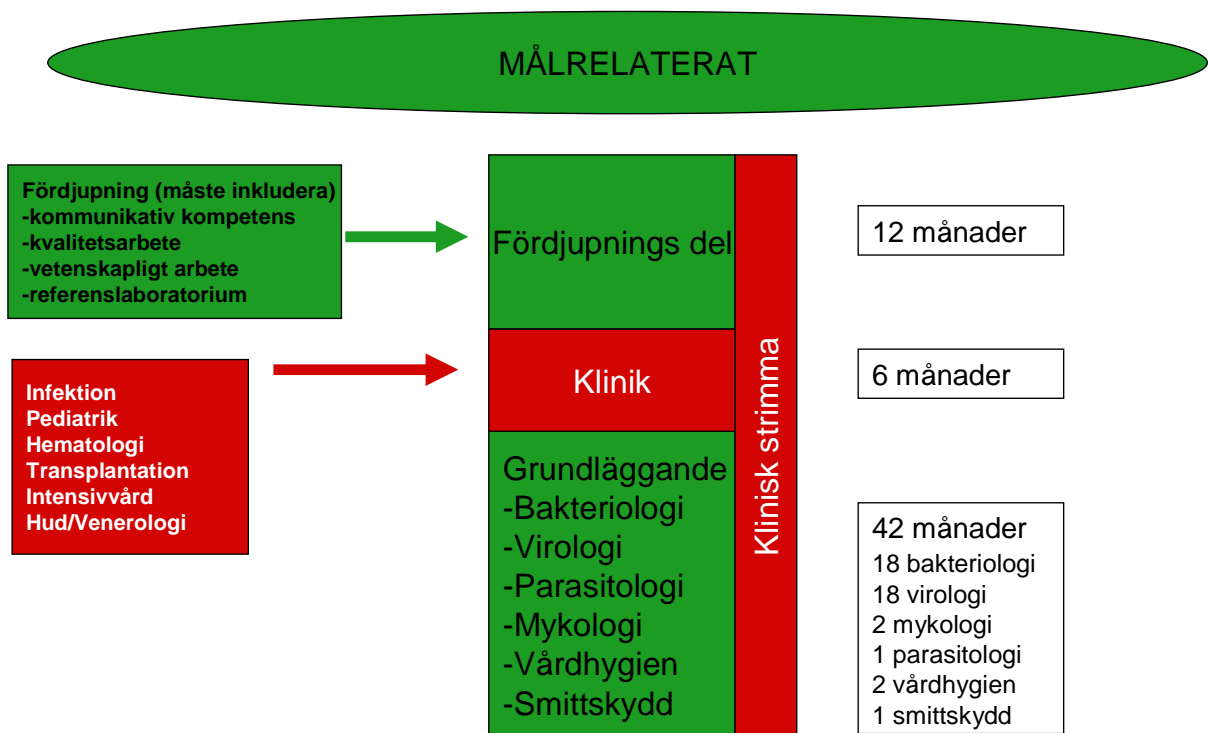 MÅLRELATERAT
Fördjupning (måste inkludera)
-kommunikativ kompetens
-kvalitetsarbete
-vetenskapligt arbete
-referenslaboratorium
Fördjupnings del
12 månader
Infektion
Pediatrik
Hematologi
Transplantation
Intensivvård
Hud/Venerologi
Klinik
6 månader
Klinisk strimma
Grundläggande
-Bakteriologi
-Virologi
-Parasitologi
-Mykologi
-Vårdhygien
-Smittskydd
42 månader
18 bakteriologi
18 virologi
2 mykologi
1 parasitologi
2 vårdhygien
1 smittskydd